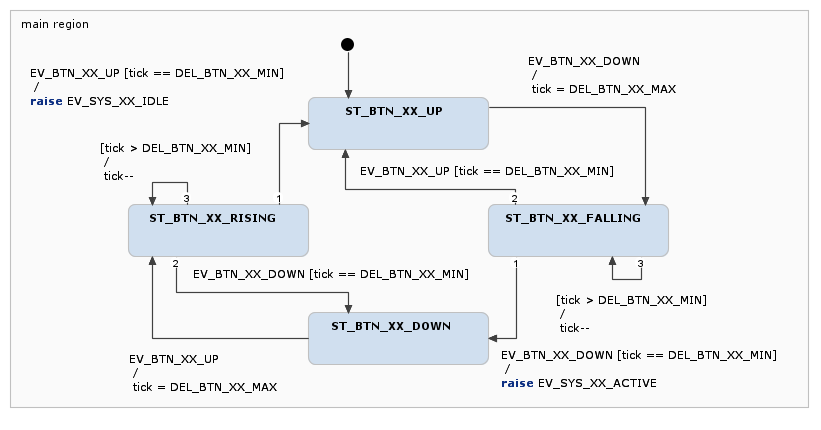 main region
EV_BTN_XX_UP [tick == DEL_BTN_XX_MIN]
/
raise EV_SYS_XX_IDLE
EV_BTN_XX_DOWN
/
tick = DEL_BTN_XX_MAX
ST_BTN_XX_UP
[tick > DEL_BTN_XX_MIN]
/
tick--
EV_BTN_XX_UP [tick == DEL_BTN_XX_MIN]
3
1
2
ST_BTN_XX_RISING
ST_BTN_XX_FALLING
2
1
3
EV_BTN_XX_DOWN [tick == DEL_BTN_XX_MIN]
[tick > DEL_BTN_XX_MIN]
/
tick--
ST_BTN_XX_DOWN
EV_BTN_XX_UP
/
tick = DEL_BTN_XX_MAX
EV_BTN_XX_DOWN [tick == DEL_BTN_XX_MIN]
/
raise EV_SYS_XX_ACTIVE